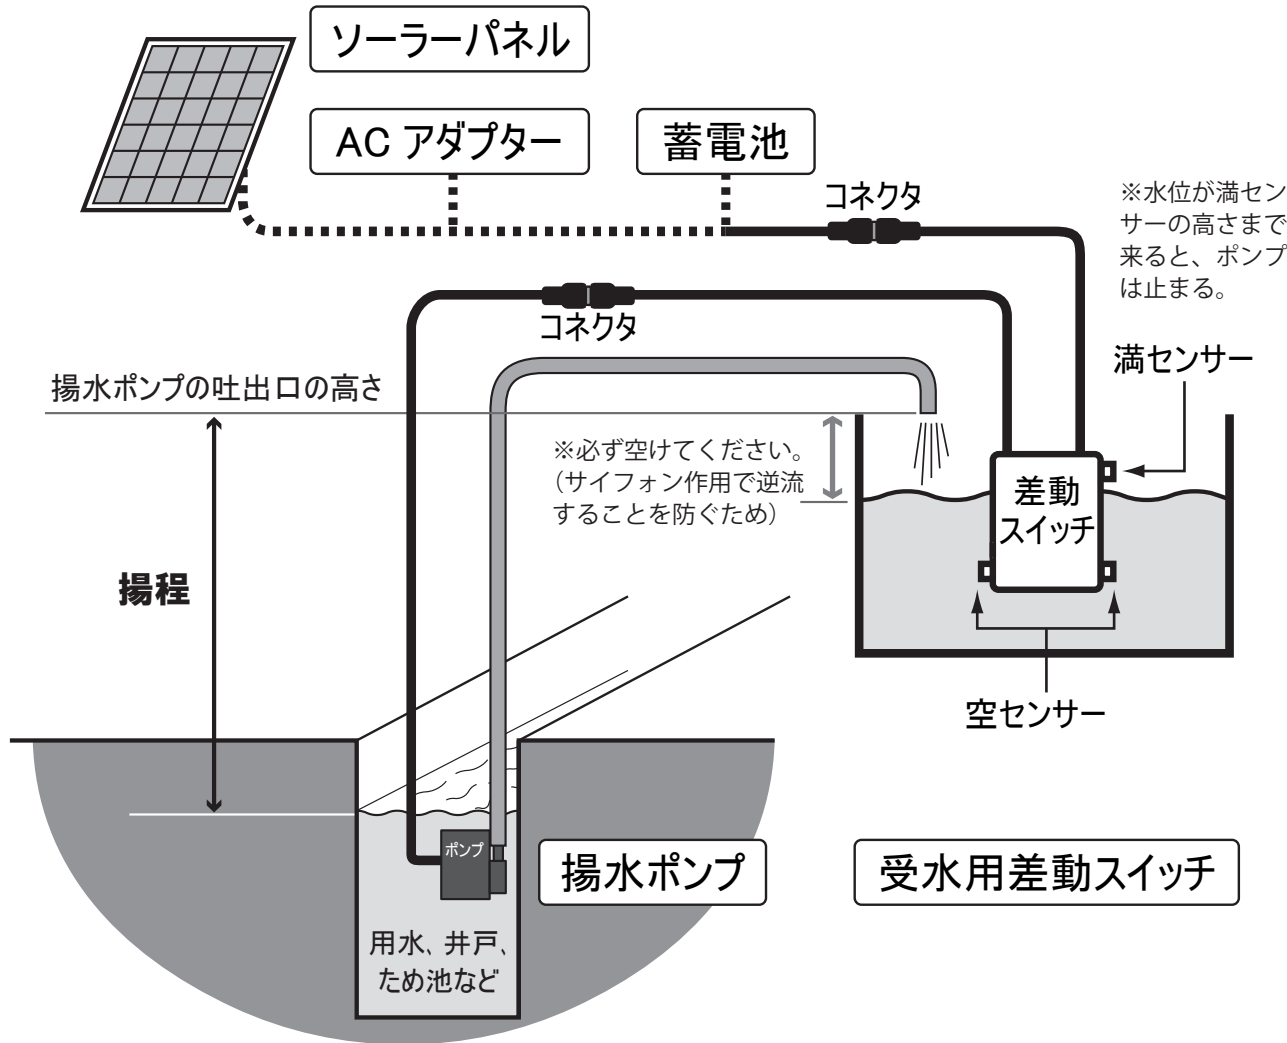 ソーラーパネル
AC アダプター
蓄電池
コネクタ
※水位が満セン
サーの高さまで
来ると、ポンプ
は止まる。
コネクタ
満センサー
揚水ポンプの吐出口の高さ
※必ず空けてください。
（サイフォン作用で逆流
することを防ぐため）
差動
スイッチ
揚程
空センサー
ポンプ
揚水ポンプ
受水用差動スイッチ
用水、井戸、
ため池など